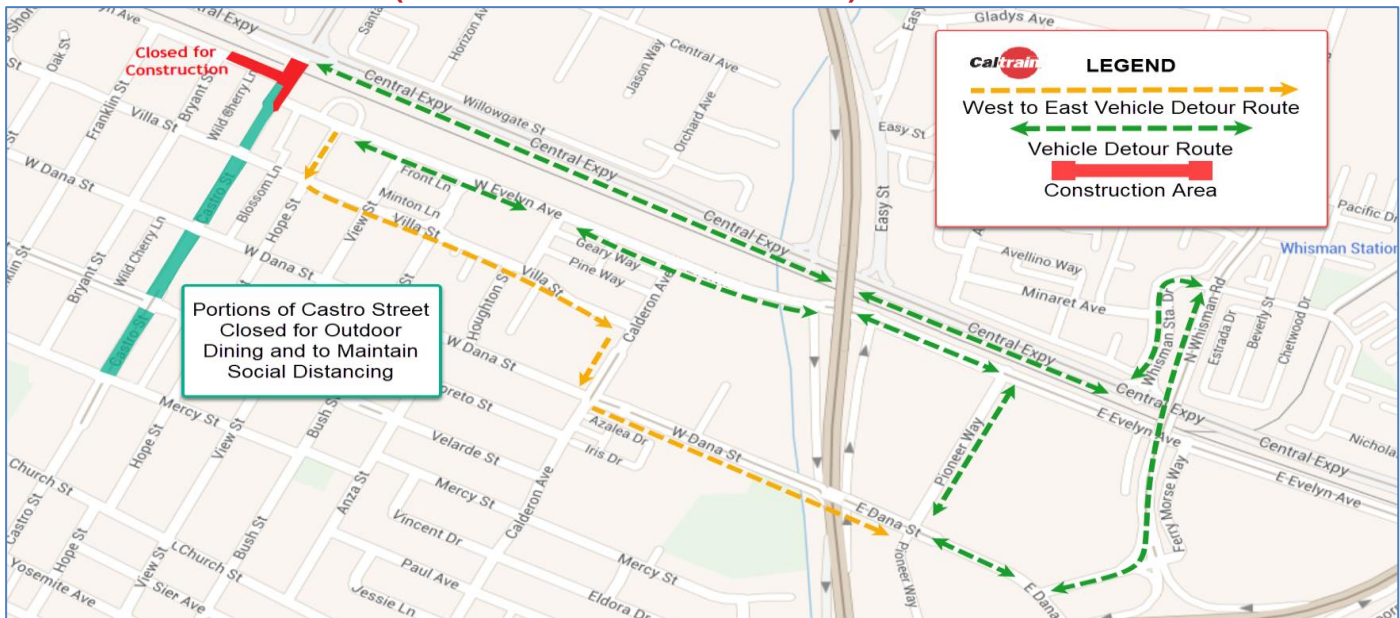 Closed for
Construction
Caltrain
LEGEND
West to East Vehicle Detour Route
Vehicle Detour Route
Construction Area
Portions of Castro Street
Closed for Outdoor
Dining and to Maintain
Social Distancing
Central Expy
Gladys Ave
Oak St
Franklin St
Bryant St
Wild Cherry Ln
Horizon Ave
Central Ave
Jason Way
Orchard Ave
Willowgate St
Central Expy
Central Expy
Easy St
Easy St
Villa St
W Dana St
Castro St
Blossom Ln
Hope St
View St
Front Ln
Minton Ln
Villa St
W Evelyn Ave
Central Expy
Central Expy
Avellino Way
Minaret Ave
Pacific Dr
Whisman Station
Whisman Sta. Dr
N Whisman Rd
Estrada Dr
Beverly St
Chetwood Dr
Geary Way
Pine Way
Villa St
Houghton St
Calderon Ave
W Dana St
Bryant St
Wild Cherry Ln
Castro St
W Dana St
Central Expy
Central Expy
E Evelyn Ave
Central Expy
E Evelyn Ave
Mercy St
Hope St
View St
Bush St
Velarde St
Azalea Dr
Iris Dr
W Dana St
Pioneer Way
E Dana St
Ferry Morse Way
Church St
Castro St
Anza St
Mercy St
Vincent Dr
Calderon Ave
Mercy St
Pioneer Way
E Dana
Hope St
Church St
View St
Bush St
Yosemite Ave
Paul Ave
Jessie Ln
Eldora Dr